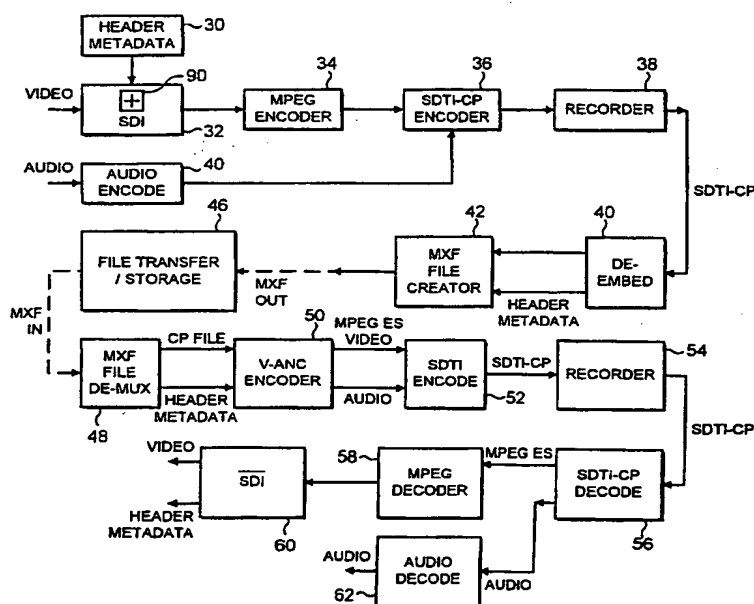 HEADER
METADATA
30
VIDEO
+
90
SDI
32
34
MPEG
ENCODER
36
SDTI-CP
ENCODER
38
RECORDER
AUDIO
40
AUDIO
ENCODE
SDTI-CP
46
FILE TRANSFER
/ STORAGE
MXF
OUT
42
MXF
FILE
CREATOR
HEADER
METADATA
40
DE-
EMBED
MXF
IN
MXF
FILE
DE-MUX
48
CP FILE
HEADER
METADATA
50
V-ANC
ENCODER
MPEG ES
VIDEO
AUDIO
SDTI
ENCODE
52
SDTI-CP
54
RECORDER
SDTI-CP
VIDEO
HEADER
METADATA
SDI
60
58
MPEG
DECODER
MPEG ES
SDTI-CP
DECODE
56
AUDIO
62
AUDIO
DECODE
AUDIO